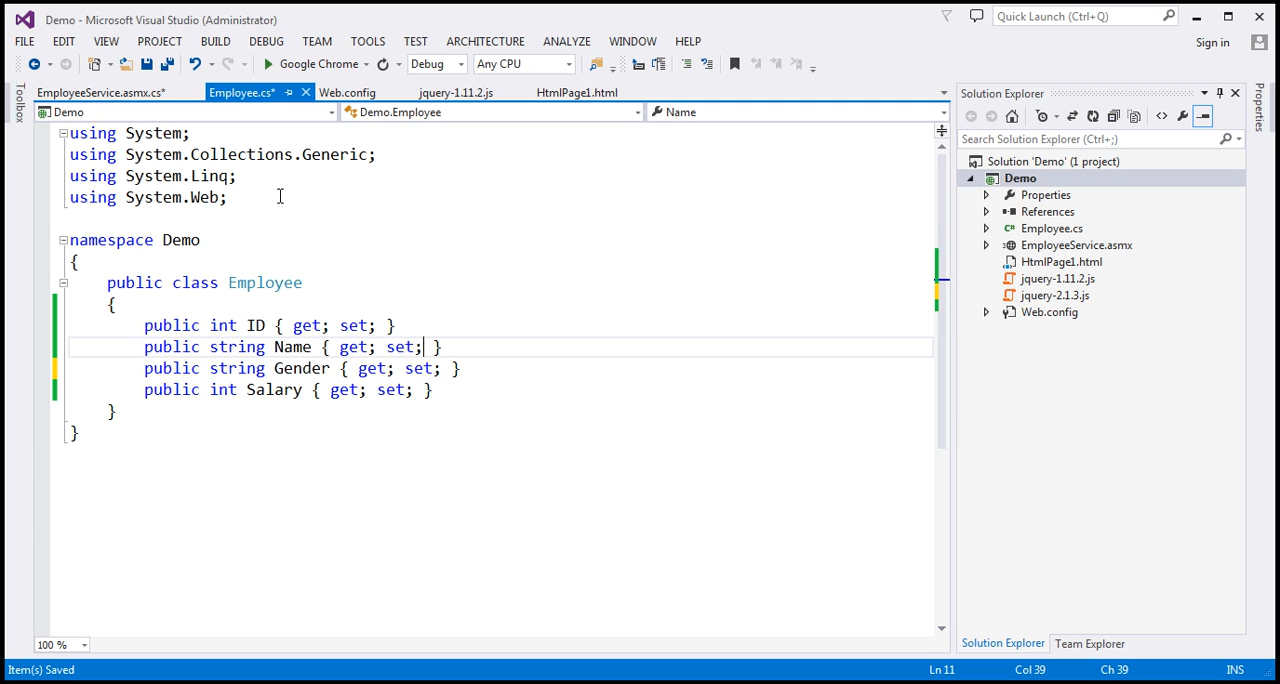 Demo - Microsoft Visual Studio (Administrator)
Quick Launch (Ctrl+Q)
FILE EDIT VIEW PROJECT BUILD DEBUG TEAM TOOLS TEST ARCHITECTURE ANALYZE WINDOW HELP
Sign in
Google Chrome Debug Any CPU
Toolbox
EmployeeService.asmx.cs* Employee.cs* Web.config jquery-1.11.2.js HtmlPage1.html
Demo Demo.Employee Name
using System;
using System.Collections.Generic;
using System.Linq;
using System.Web;
namespace Demo
{
public class Employee
{
public int ID { get; set; }
public string Name { get; set; }
public string Gender { get; set; }
public int Salary { get; set; }
}
}
100 %
Solution Explorer
Search Solution Explorer (Ctrl+;)
Solution 'Demo' (1 project)
Demo
Properties
References
Employee.cs
EmployeeService.asmx
HtmlPage1.html
jquery-1.11.2.js
jquery-2.1.3.js
Web.config
Solution Explorer Team Explorer
Properties
Item(s) Saved Ln 11 Col 39 Ch 39 INS